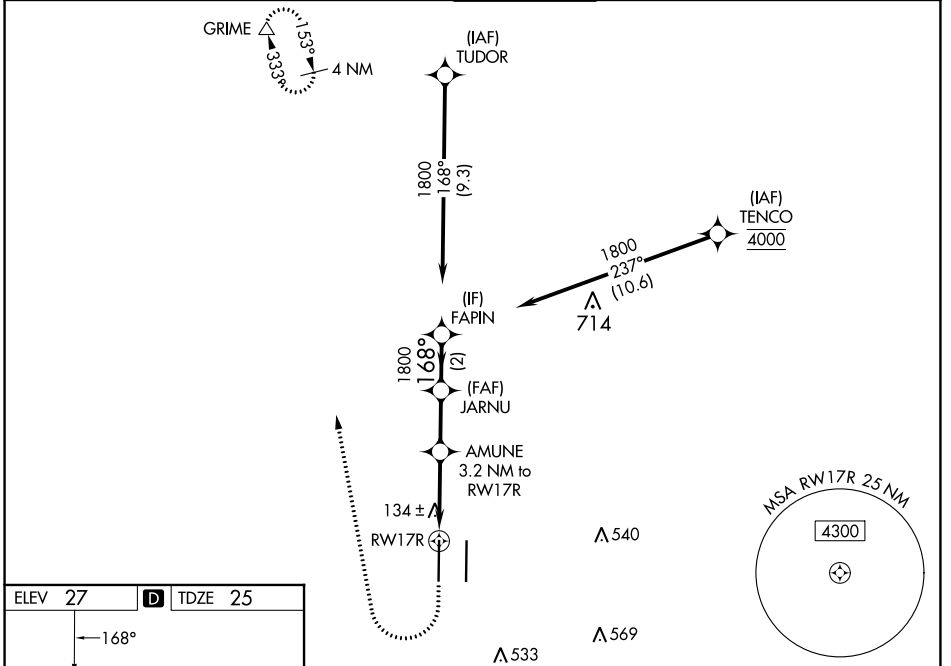 GRIME
153°
333°
4 NM
(IAF)
TUDOR
1800
168°
(9.3)
(IAF)
TENCO
4000
1800
237°
(10.6)
714
(IF)
FAPIN
1800
168°
(2)
(FAF)
JARNU
AMUNE
3.2 NM to
RW17R
134 ±
RW17R
540
569
533
MSA RW17R 25 NM
4300
ELEV 27 D TDZE 25
168°